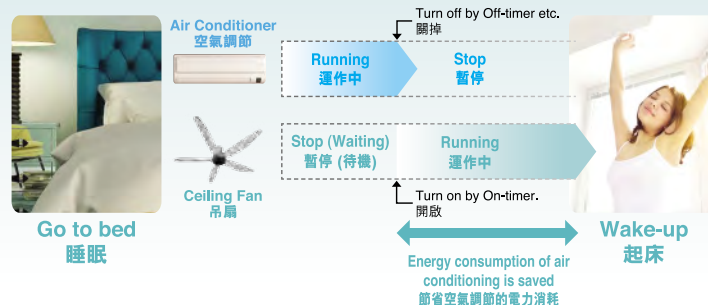 Turn off by Off-timer etc.
關掉
Air Conditioner
空氣調節
Running
運作中
Stop
暫停
Stop (Waiting)
暫停 (待機)
Running
運作中
Ceiling Fan
吊扇
Turn on by On-timer.
開啟
Go to bed
睡眠
Wake-up
起床
Energy consumption of air
conditioning is saved
節省空氣調節的電力消耗